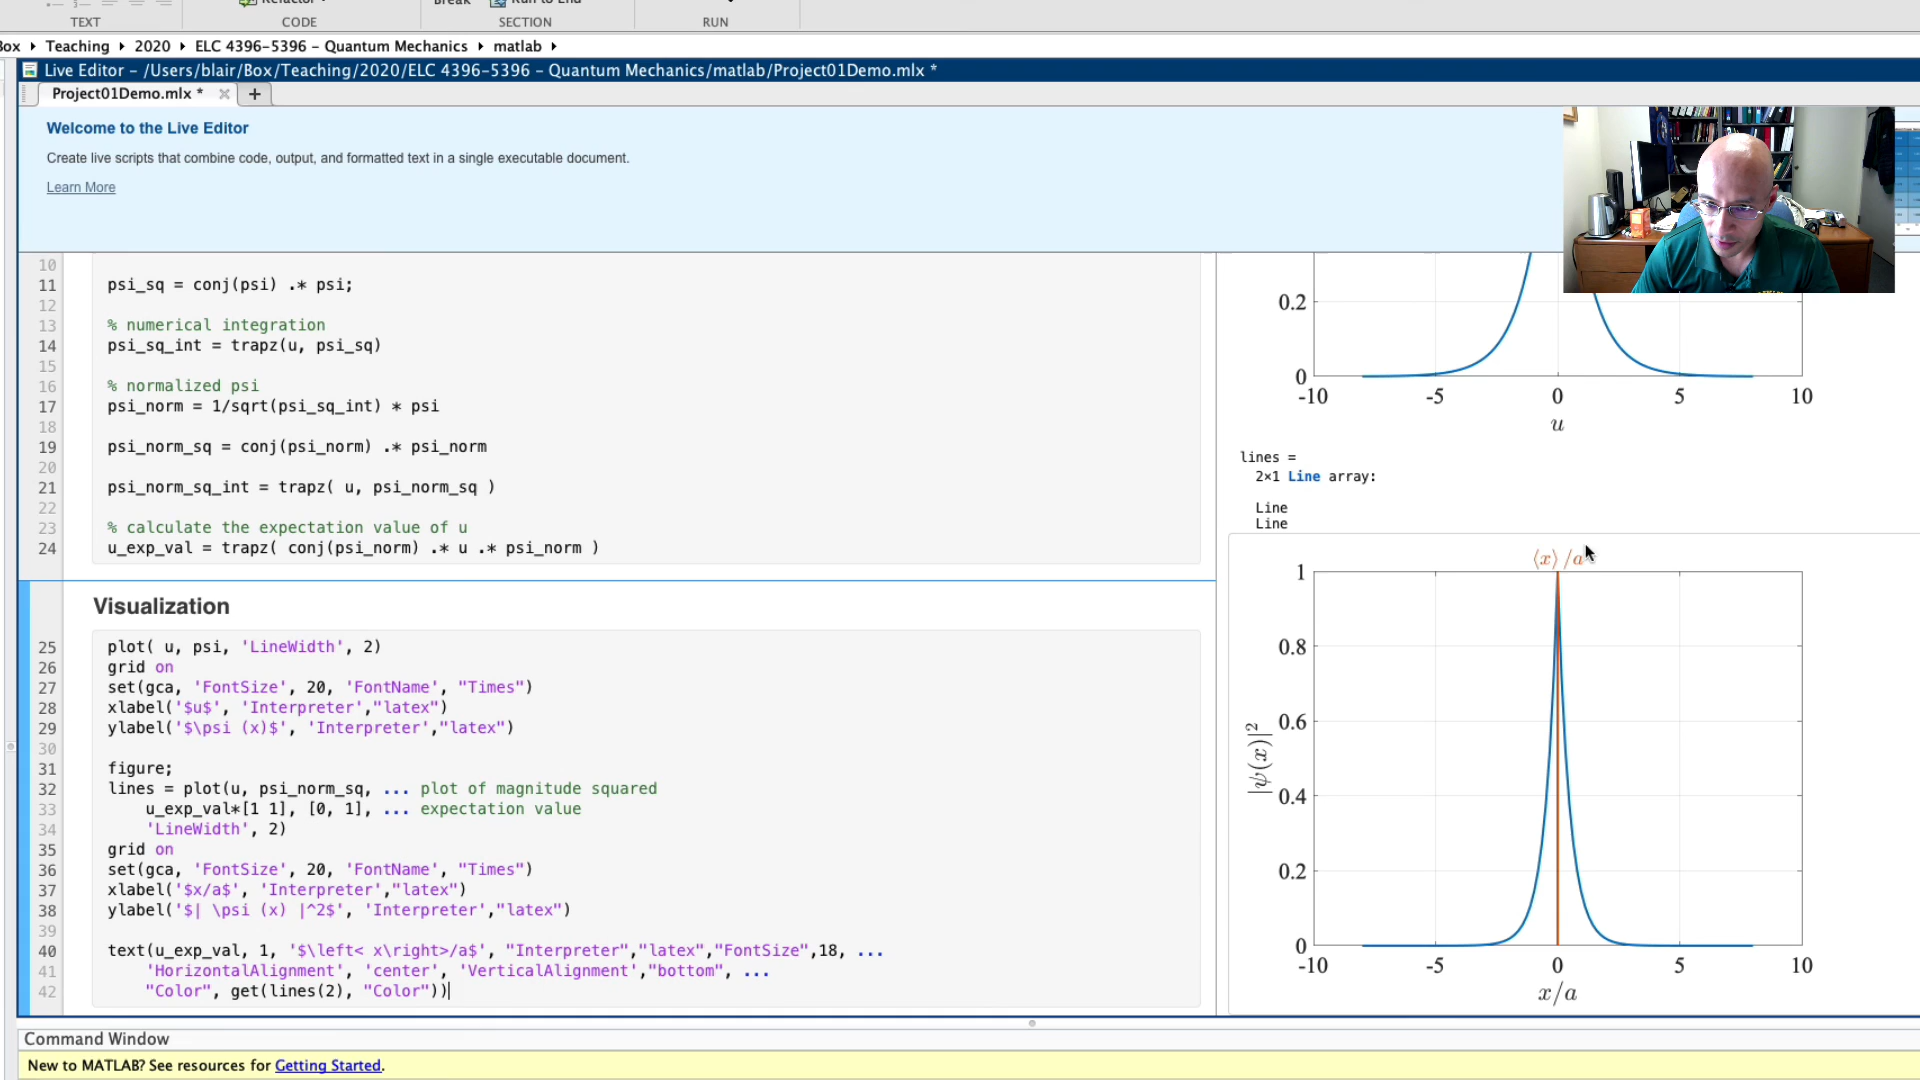 TEXT
CODE
Break
Run to End
SECTION
RUN
Box ▸ Teaching ▸ 2020 ▸ ELC 4396-5396 - Quantum Mechanics ▸ matlab ▸
Live Editor - /Users/blair/Box/Teaching/2020/ELC 4396-5396 - Quantum Mechanics/matlab/Project01Demo.mlx *
Project01Demo.mlx * × +
Welcome to the Live Editor
Create live scripts that combine code, output, and formatted text in a single executable document.
Learn More
10
11 psi_sq = conj(psi) .* psi;
12
13 % numerical integration
14 psi_sq_int = trapz(u, psi_sq)
15
16 % normalized psi
17 psi_norm = 1/sqrt(psi_sq_int) * psi
18
19 psi_norm_sq = conj(psi_norm) .* psi_norm
20
21 psi_norm_sq_int = trapz( u, psi_norm_sq )
22
23 % calculate the expectation value of u
24 u_exp_val = trapz( conj(psi_norm) .* u .* psi_norm )
Visualization
25 plot( u, psi, 'LineWidth', 2)
26 grid on
27 set(gca, 'FontSize', 20, 'FontName', "Times")
28 xlabel('$u$', 'Interpreter',"latex")
29 ylabel('$\psi (x)$', 'Interpreter',"latex")
30
31 figure;
32 lines = plot(u, psi_norm_sq, ... plot of magnitude squared
33 u_exp_val*[1 1], [0, 1], ... expectation value
34 'LineWidth', 2)
35 grid on
36 set(gca, 'FontSize', 20, 'FontName', "Times")
37 xlabel('$x/a$', 'Interpreter',"latex")
38 ylabel('$| \psi (x) |^2$', 'Interpreter',"latex")
39
40 text(u_exp_val, 1, '$\left< x\right>/a$', "Interpreter","latex","FontSize",18, ...
41 'HorizontalAlignment', 'center', 'VerticalAlignment',"bottom", ...
42 "Color", get(lines(2), "Color"))
0.2
0
-10 -5 0 5 10
u
lines =
2×1 Line array:
Line
Line
⟨x⟩ /a
1
0.8
0.6
0.4
0.2
0
|ψ(x)|²
-10 -5 0 5 10
x/a
Command Window
New to MATLAB? See resources for Getting Started.